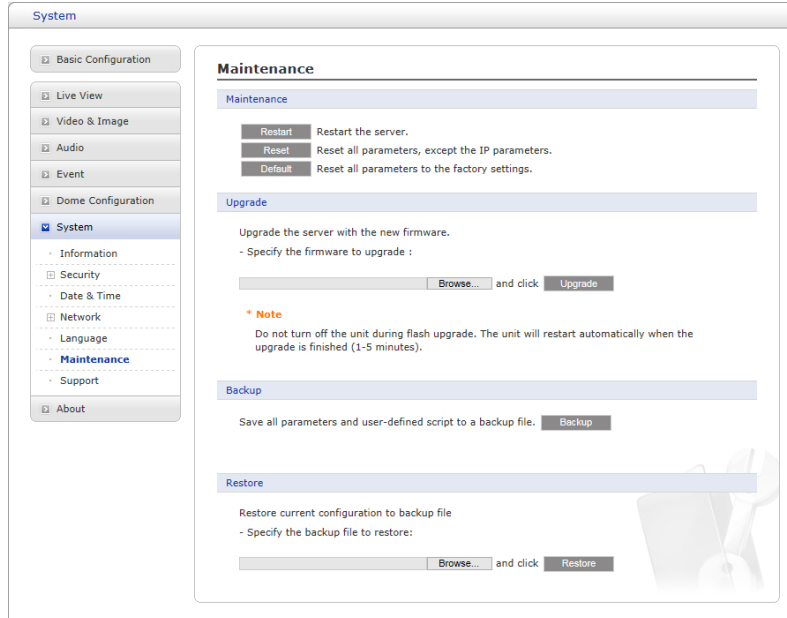 System
Basic Configuration
Live View
Video & Image
Audio
Event
Dome Configuration
System
Information
Security
Date & Time
Network
Language
Maintenance
Support
About
Maintenance
Maintenance
Restart Restart the server.
Reset Reset all parameters, except the IP parameters.
Default Reset all parameters to the factory settings.
Upgrade
Upgrade the server with the new firmware.
- Specify the firmware to upgrade :
Browse... and click Upgrade
* Note
Do not turn off the unit during flash upgrade. The unit will restart automatically when the
upgrade is finished (1-5 minutes).
Backup
Save all parameters and user-defined script to a backup file. Backup
Restore
Restore current configuration to backup file
- Specify the backup file to restore:
Browse... and click Restore